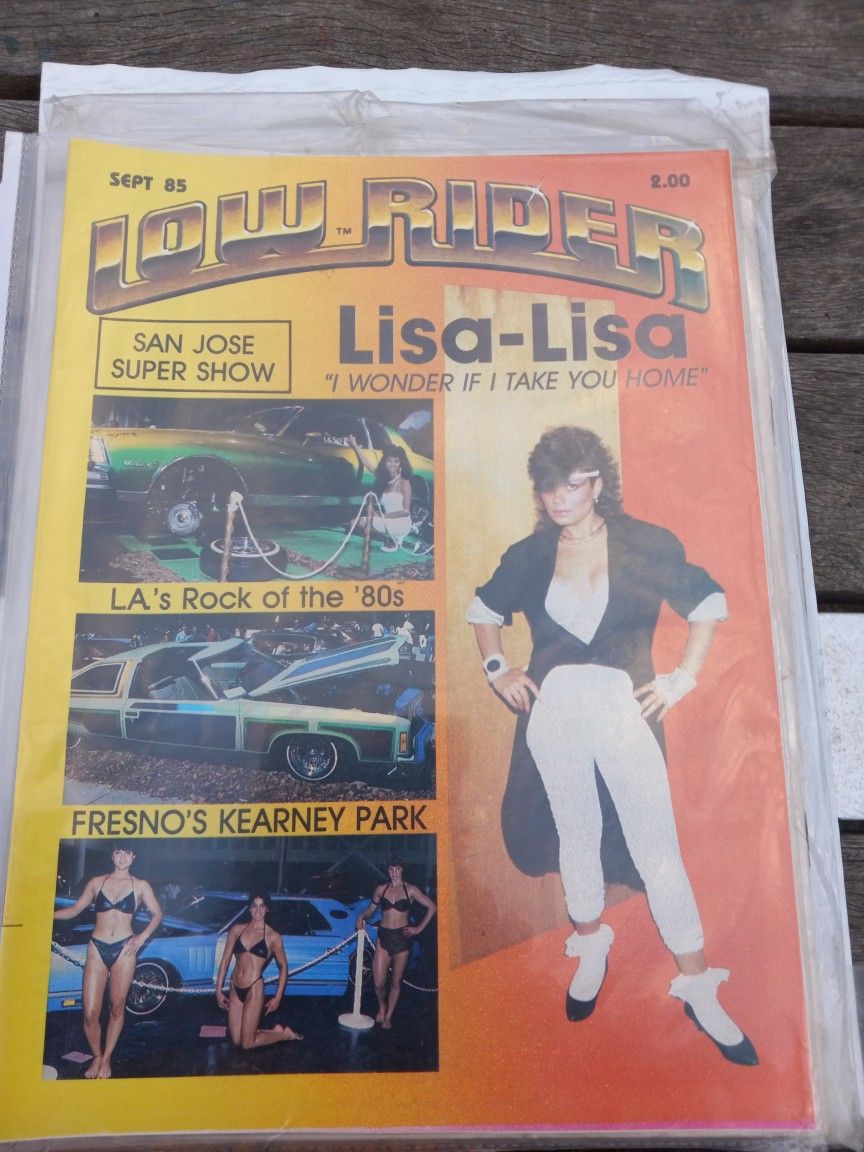 SEPT 85
2.00
LOW RIDER
TM
SAN JOSE
SUPER SHOW
Lisa-Lisa
"I WONDER IF I TAKE YOU HOME"
L.A.'s Rock of the '80s
FRESNO'S KEARNEY PARK